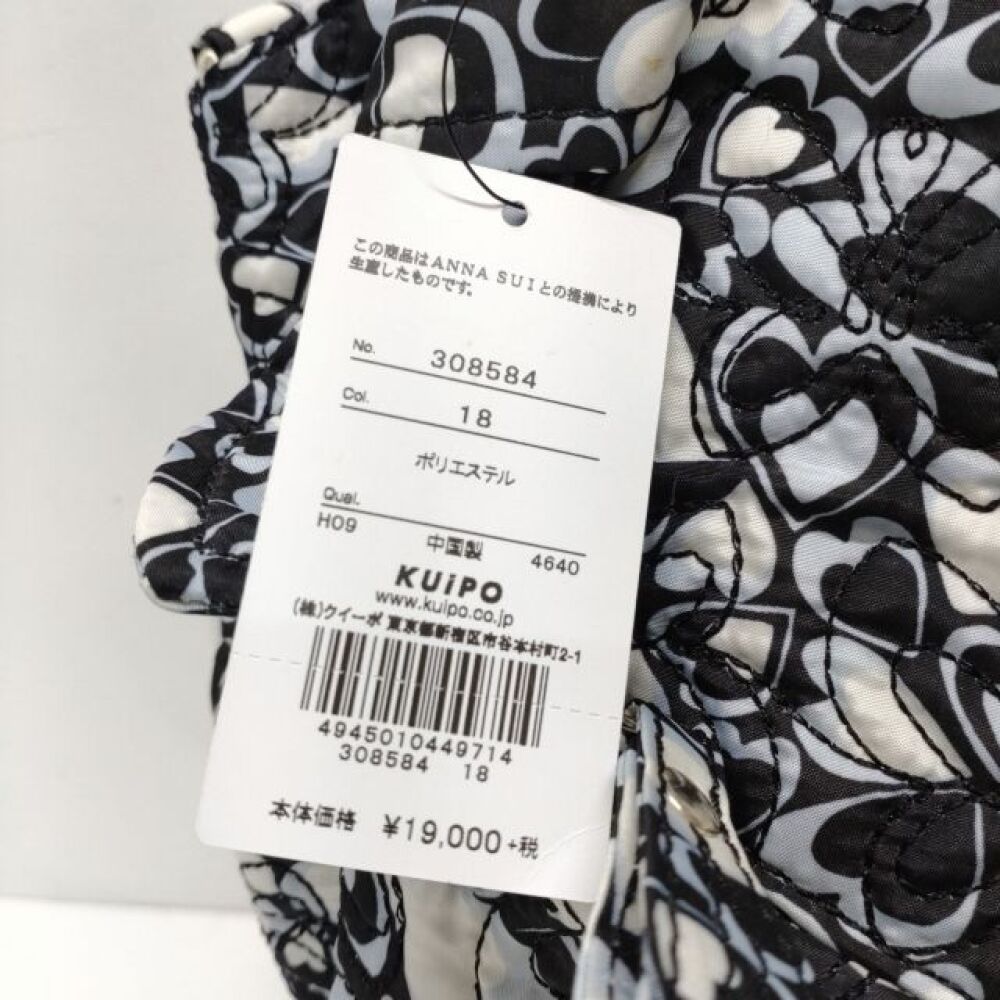 この商品はANNA SUIとの提携により
生産したものです。
No. 308584
Col. 18
ポリエステル
Qual.
H09 中国製 4640
KUiPO
www.kuipo.co.jp
(株)クイーポ 東京都新宿区市谷本村町2-1
4945010449714
308584 18
本体価格 ¥19,000+税